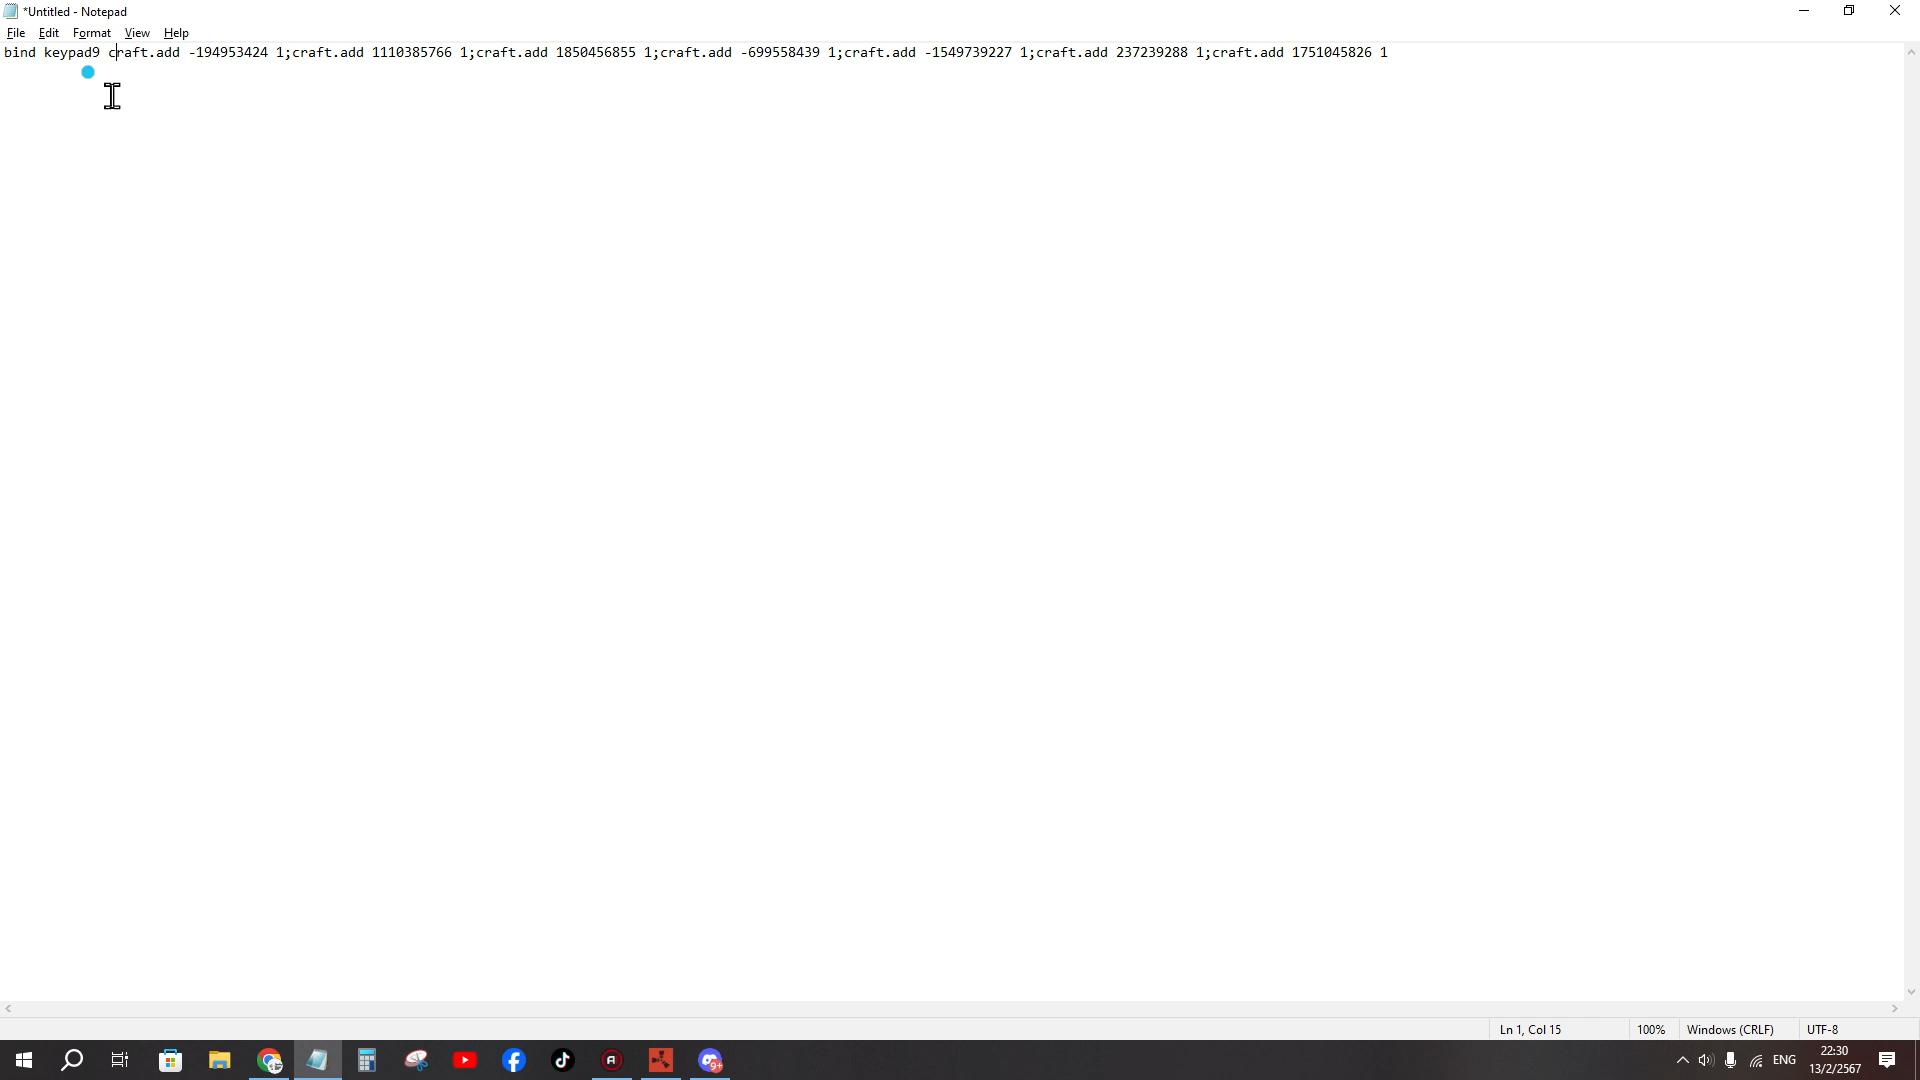 *Untitled - Notepad
File Edit Format View Help
bind keypad9 craft.add -194953424 1;craft.add 1110385766 1;craft.add 1850456855 1;craft.add -699558439 1;craft.add -1549739227 1;craft.add 237239288 1;craft.add 1751045826 1
Ln 1, Col 15 100% Windows (CRLF) UTF-8
9+
ENG
22:30
13/2/2567